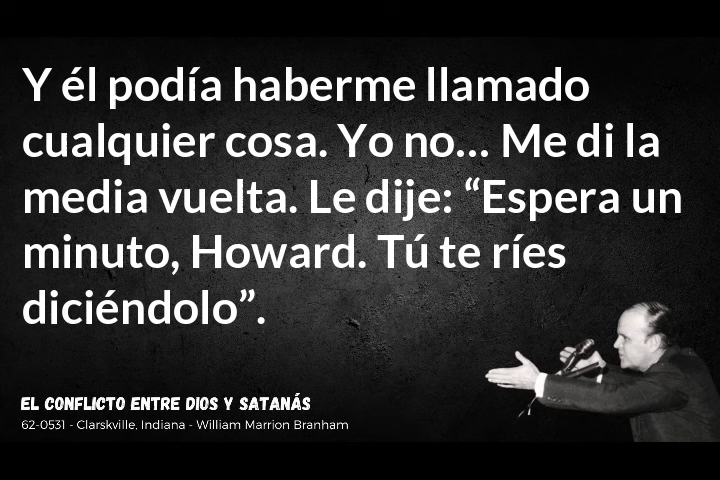 Y él podía haberme llamado
cualquier cosa. Yo no... Me di la
media vuelta. Le dije: “Espera un
minuto, Howard. Tú te ríes
diciéndolo”.
EL CONFLICTO ENTRE DIOS Y SATANÁS
62-0531 - Clarskville, Indiana - William Marrion Branham